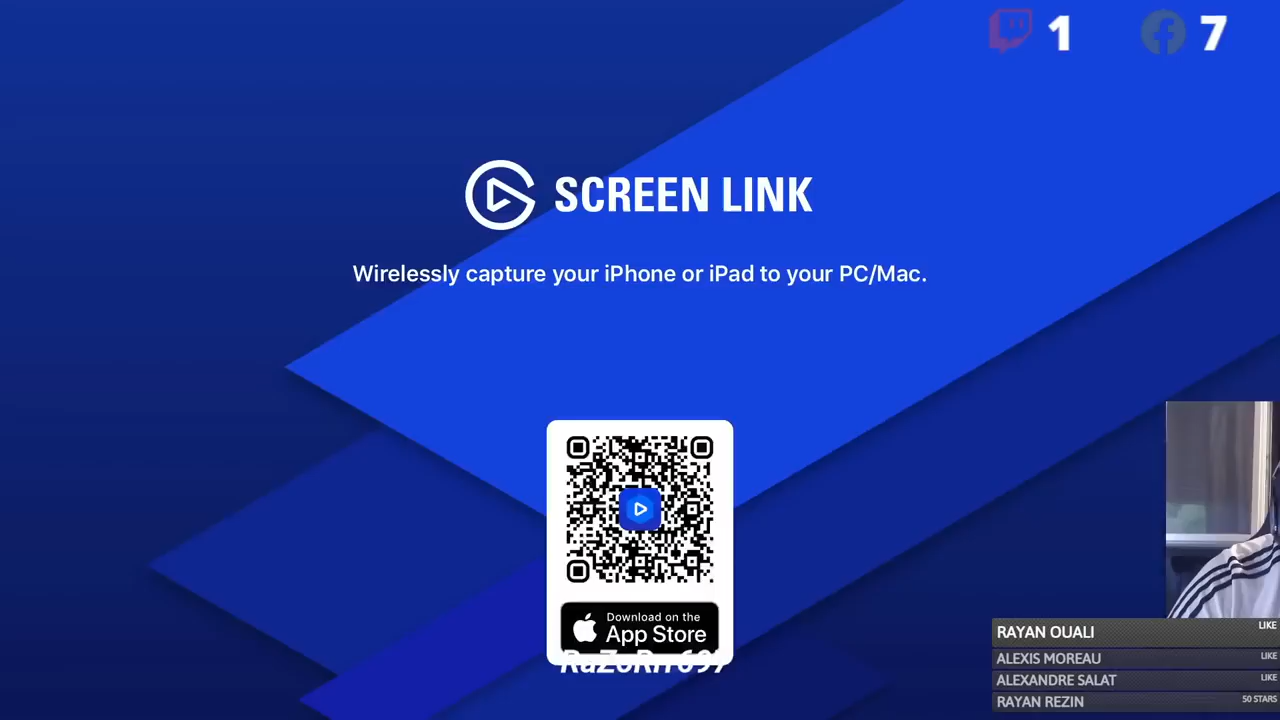 1
7
SCREEN LINK
Wirelessly capture your iPhone or iPad to your PC/Mac.
Download on the
App Store
RAYAN OUALI LIKE
ALEXIS MOREAU LIKE
ALEXANDRE SALAT LIKE
RAYAN REZIN 50 STARS